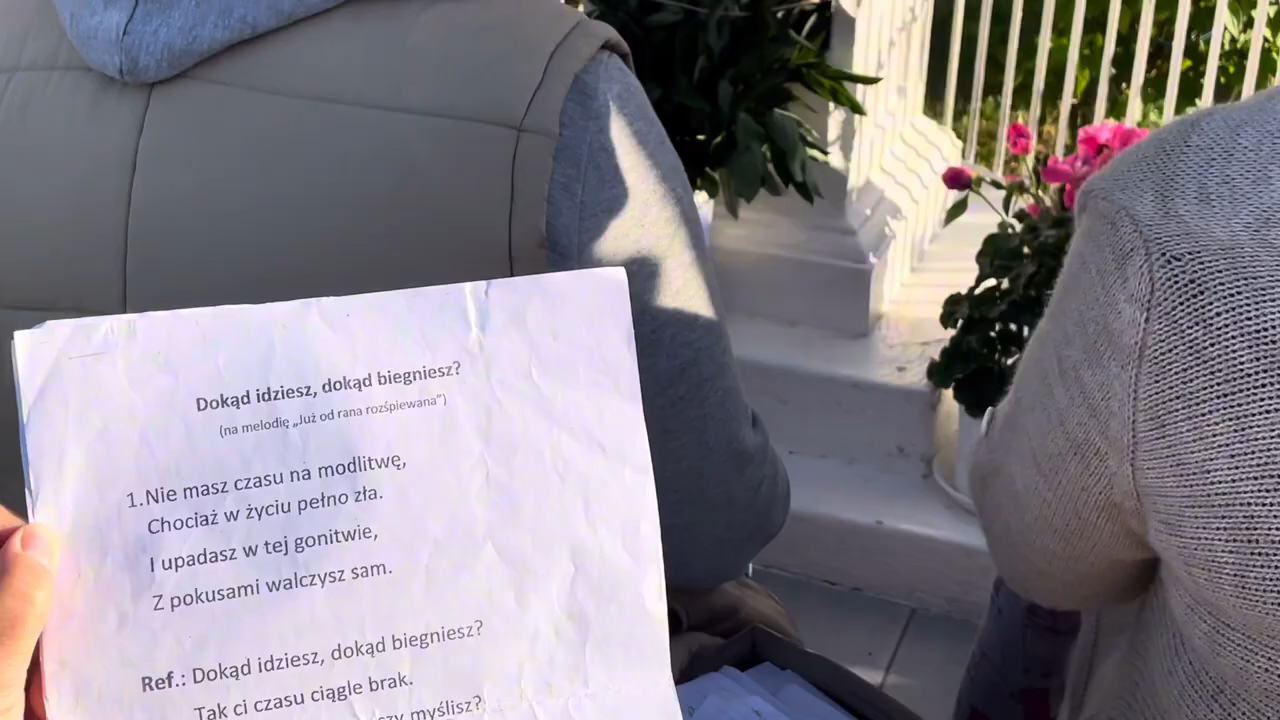 Dokąd idziesz, dokąd biegniesz?
(na melodię „Już od rana rozśpiewana”)
1. Nie masz czasu na modlitwę,
Chociaż w życiu pełno zła.
I upadasz w tej gonitwie,
Z pokusami walczysz sam.
Ref.: Dokąd idziesz, dokąd biegniesz?
Tak ci czasu ciągle brak.
myślisz?